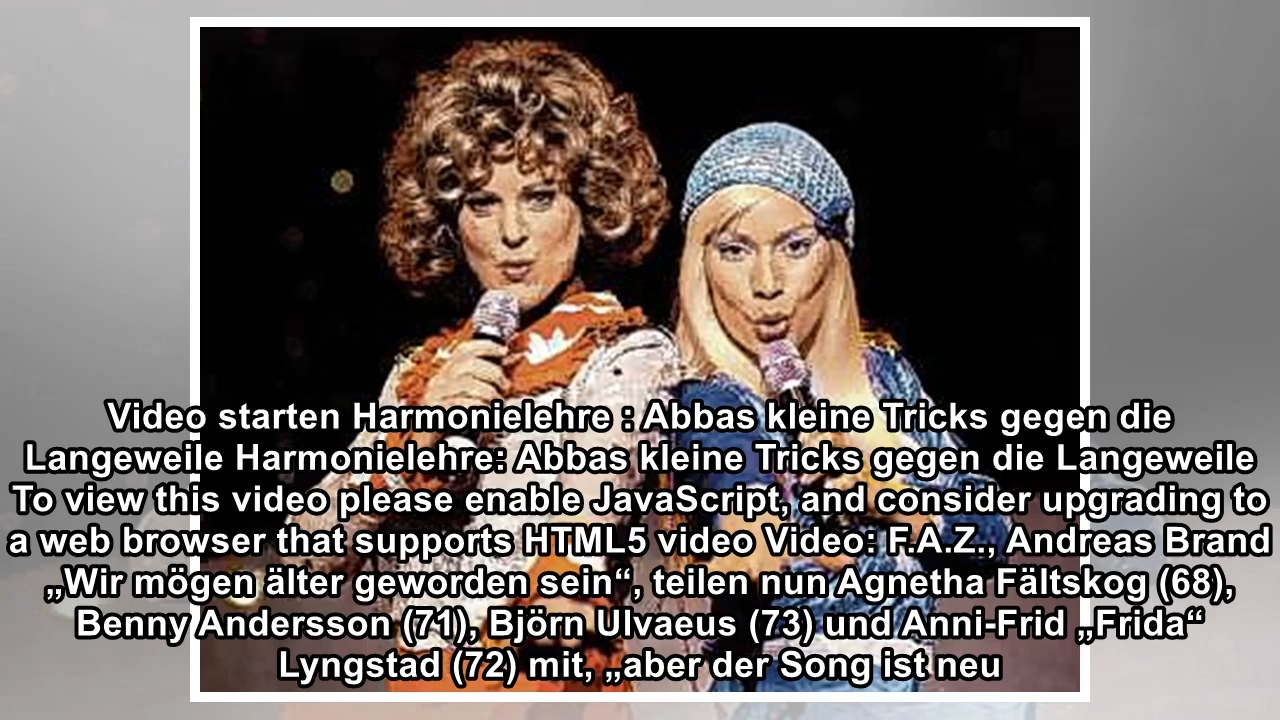 Video starten Harmonielehre : Abbas kleine Tricks gegen die
Langeweile Harmonielehre: Abbas kleine Tricks gegen die Langeweile
To view this video please enable JavaScript, and consider upgrading to
a web browser that supports HTML5 video Video: F.A.Z., Andreas Brand
„Wir mögen älter geworden sein“, teilen nun Agnetha Fältskog (68),
Benny Andersson (71), Björn Ulvaeus (73) und Anni-Frid „Frida“
Lyngstad (72) mit, „aber der Song ist neu